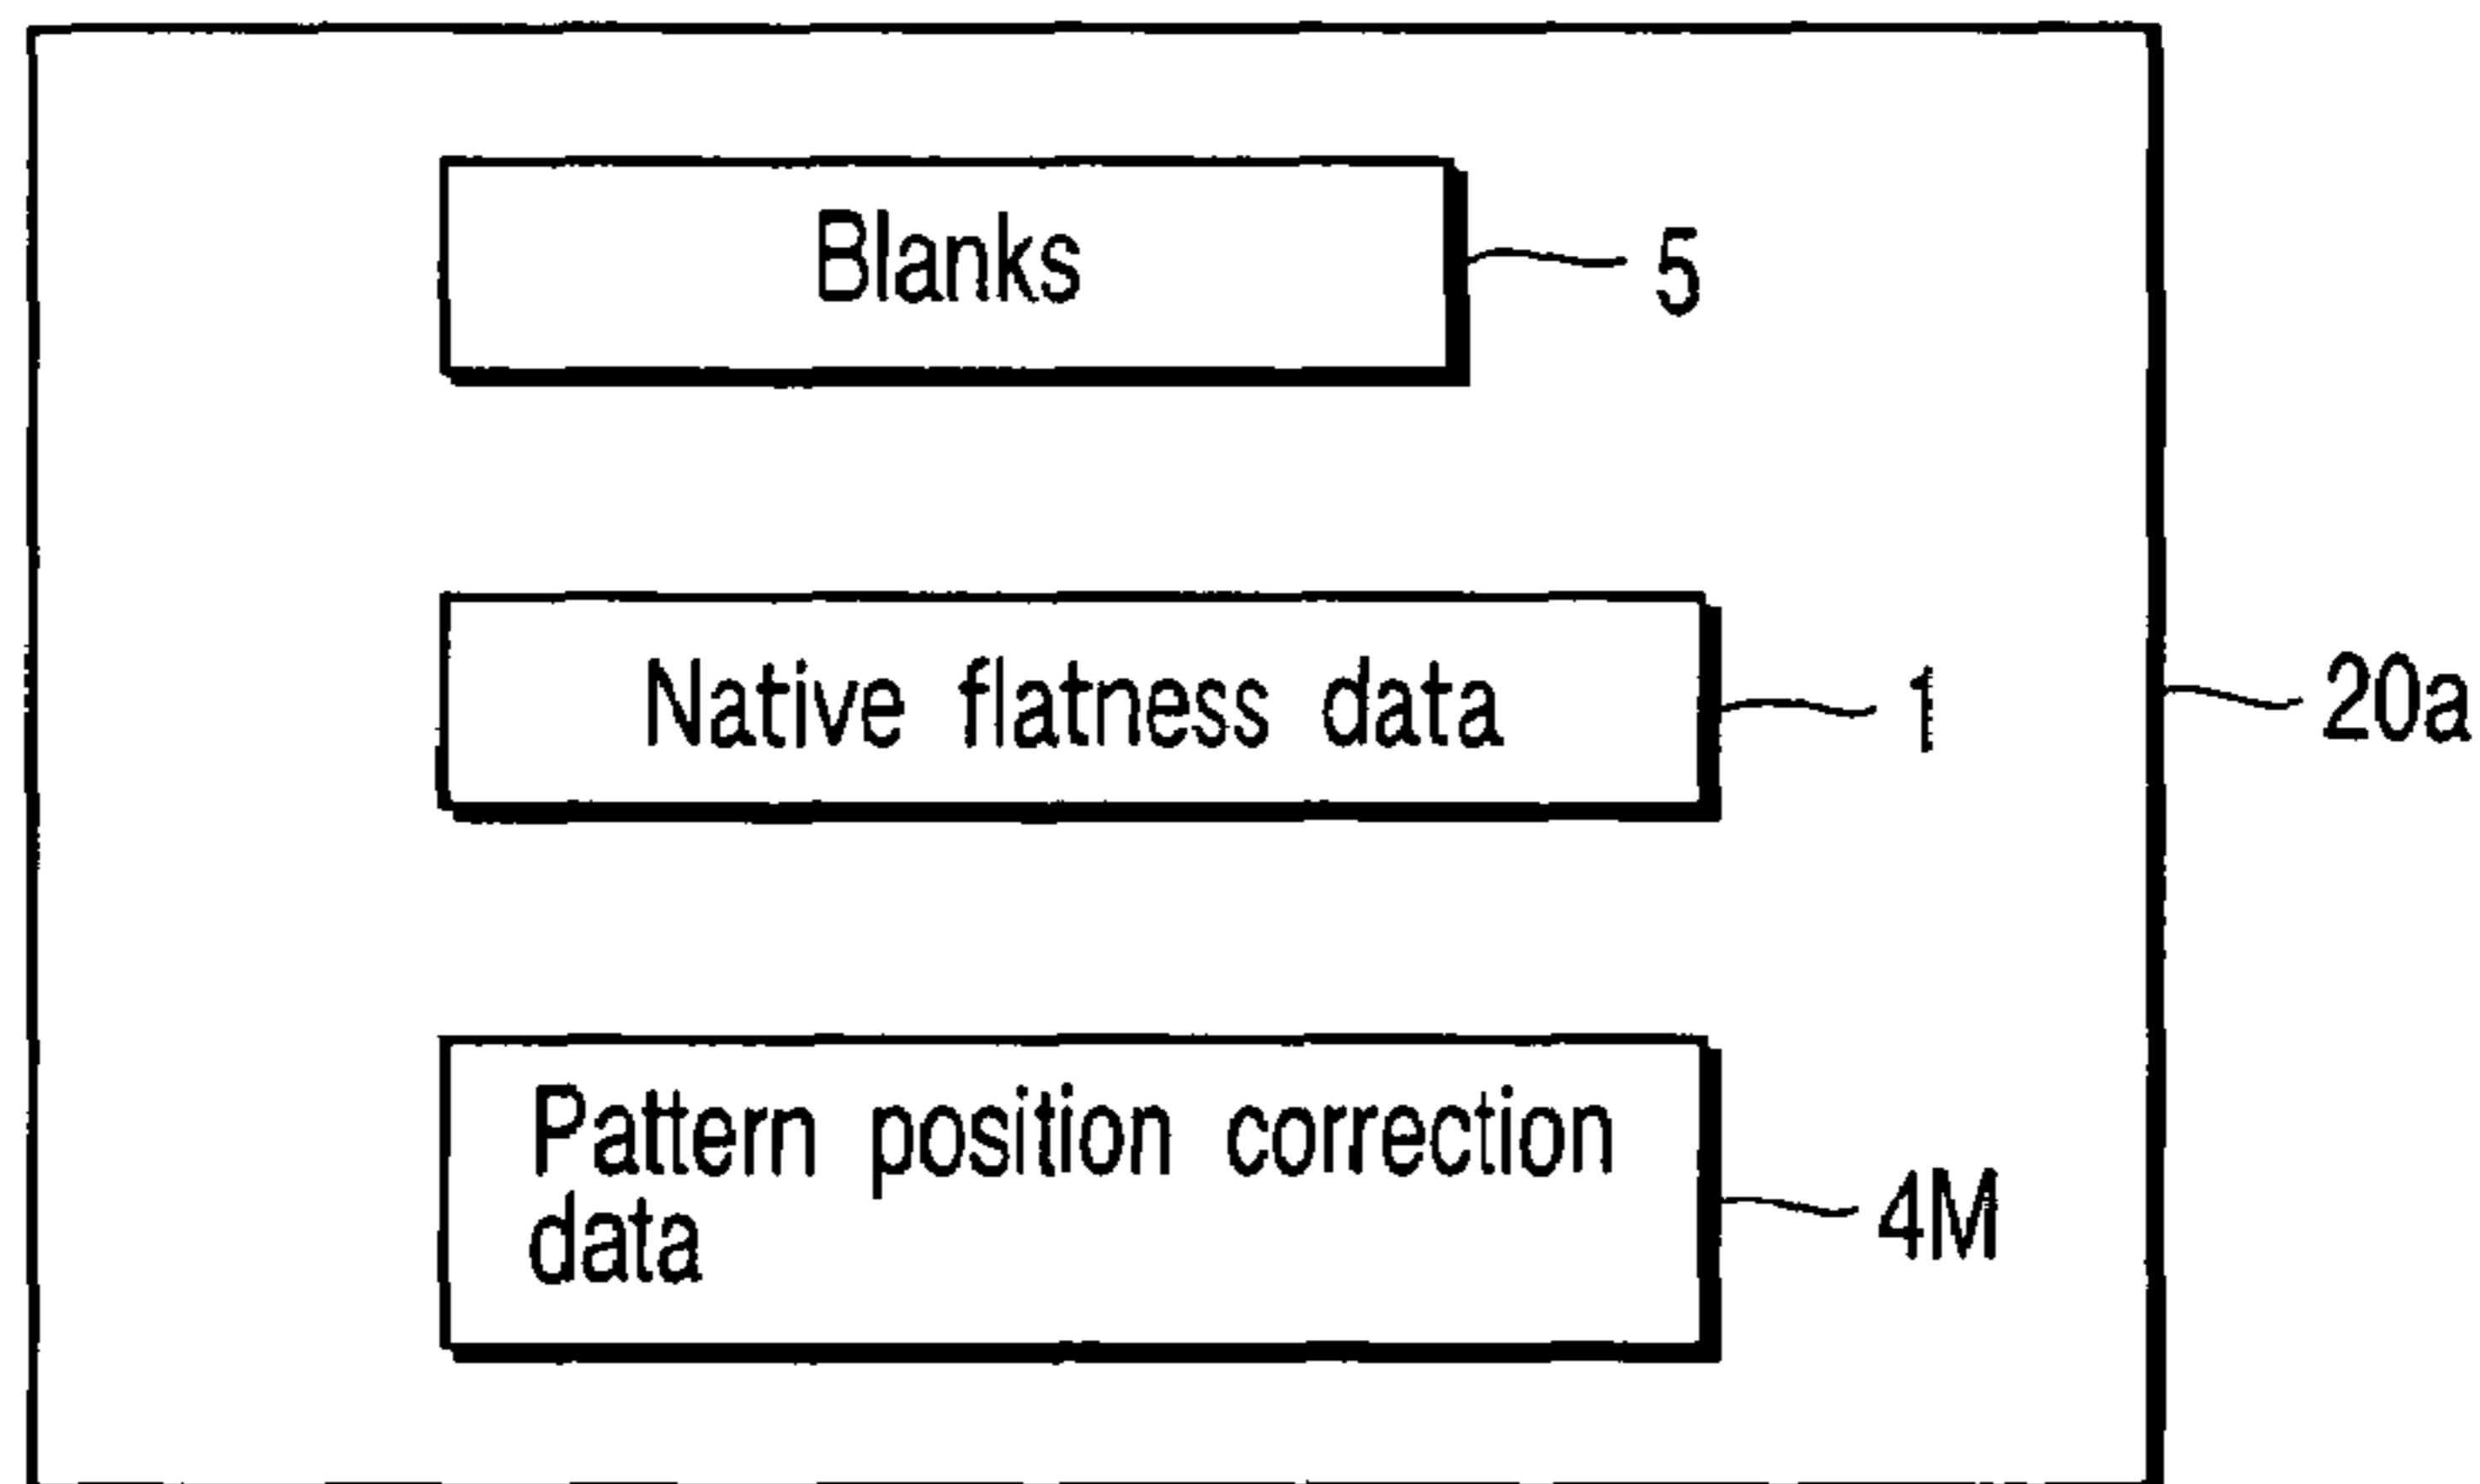 Blanks
5
Native flatness data
1
20a
Pattern position correction
data
4M